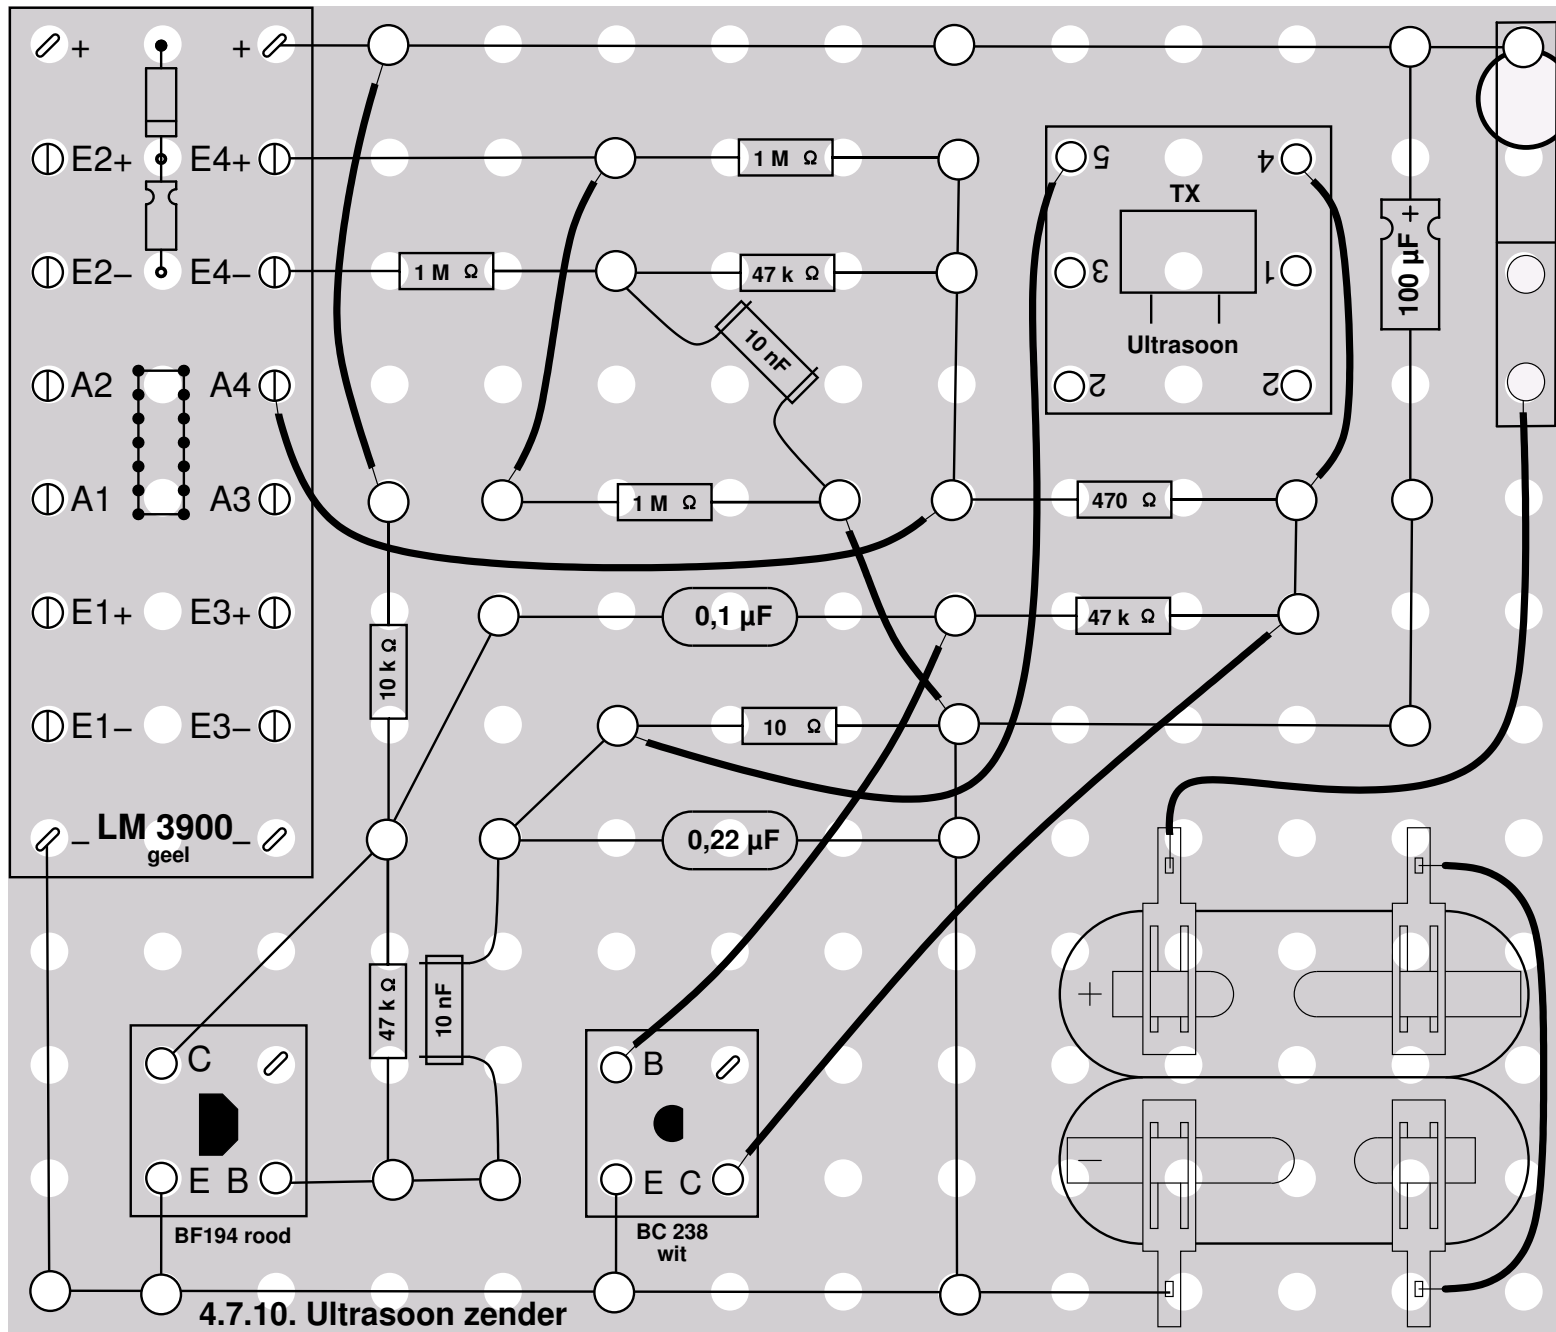 + +
E2+ E4+
1 M Ω
5 4
TX
E2– E4–
1 M Ω
47 k Ω
3 1
100 µF +
10 nF
Ultrasoon
A2 A4
2 2
A1 A3
1 M Ω
470 Ω
E1+ E3+
0,1 µF
47 k Ω
10 k Ω
E1– E3–
10 Ω
– LM 3900 –
geel
0,22 µF
47 k Ω
10 nF
+
C
B
E B
E C
–
BF194 rood
BC 238
wit
4.7.10. Ultrasoon zender